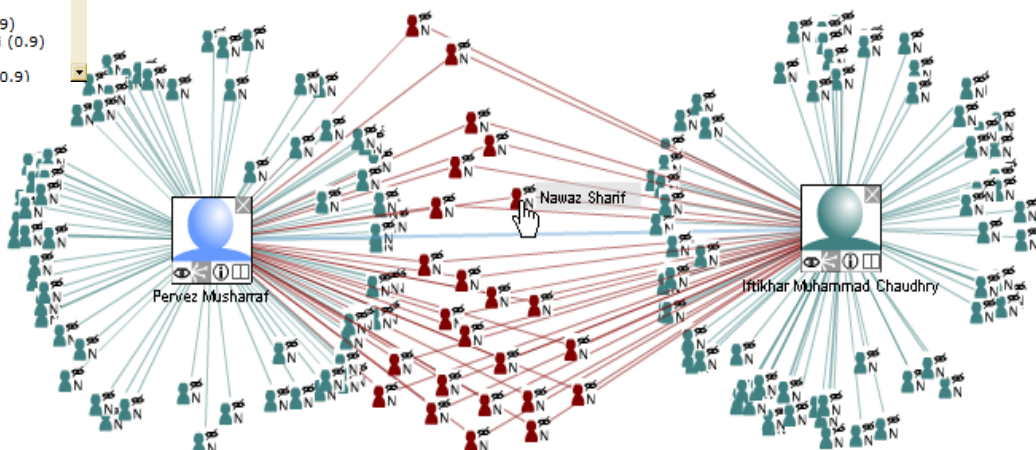 9)
i (0.9)
0.9)
Nawaz Sharif
Pervez Musharraf
Iftikhar Muhammad Chaudhry